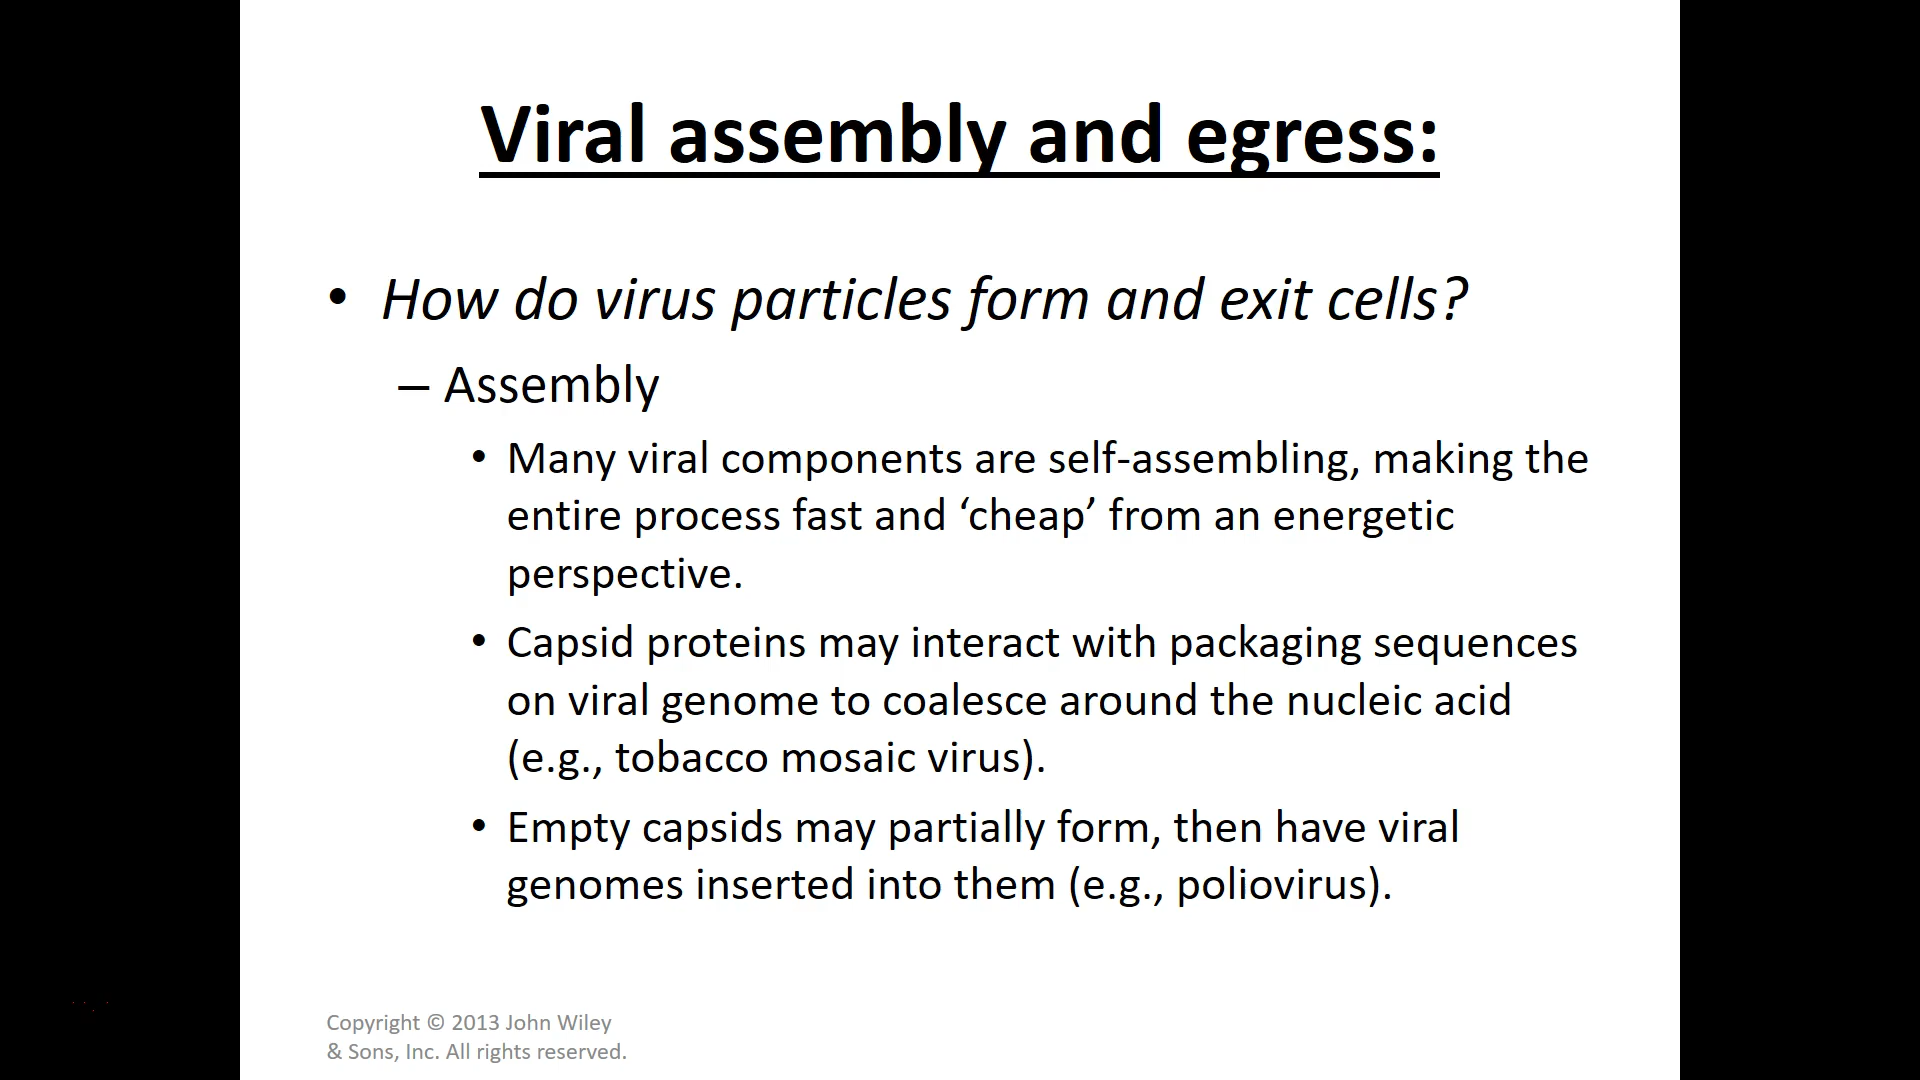 Viral assembly and egress:
• How do virus particles form and exit cells?
– Assembly
• Many viral components are self-assembling, making the
entire process fast and ‘cheap’ from an energetic
perspective.
• Capsid proteins may interact with packaging sequences
on viral genome to coalesce around the nucleic acid
(e.g., tobacco mosaic virus).
• Empty capsids may partially form, then have viral
genomes inserted into them (e.g., poliovirus).
Copyright © 2013 John Wiley
& Sons, Inc. All rights reserved.